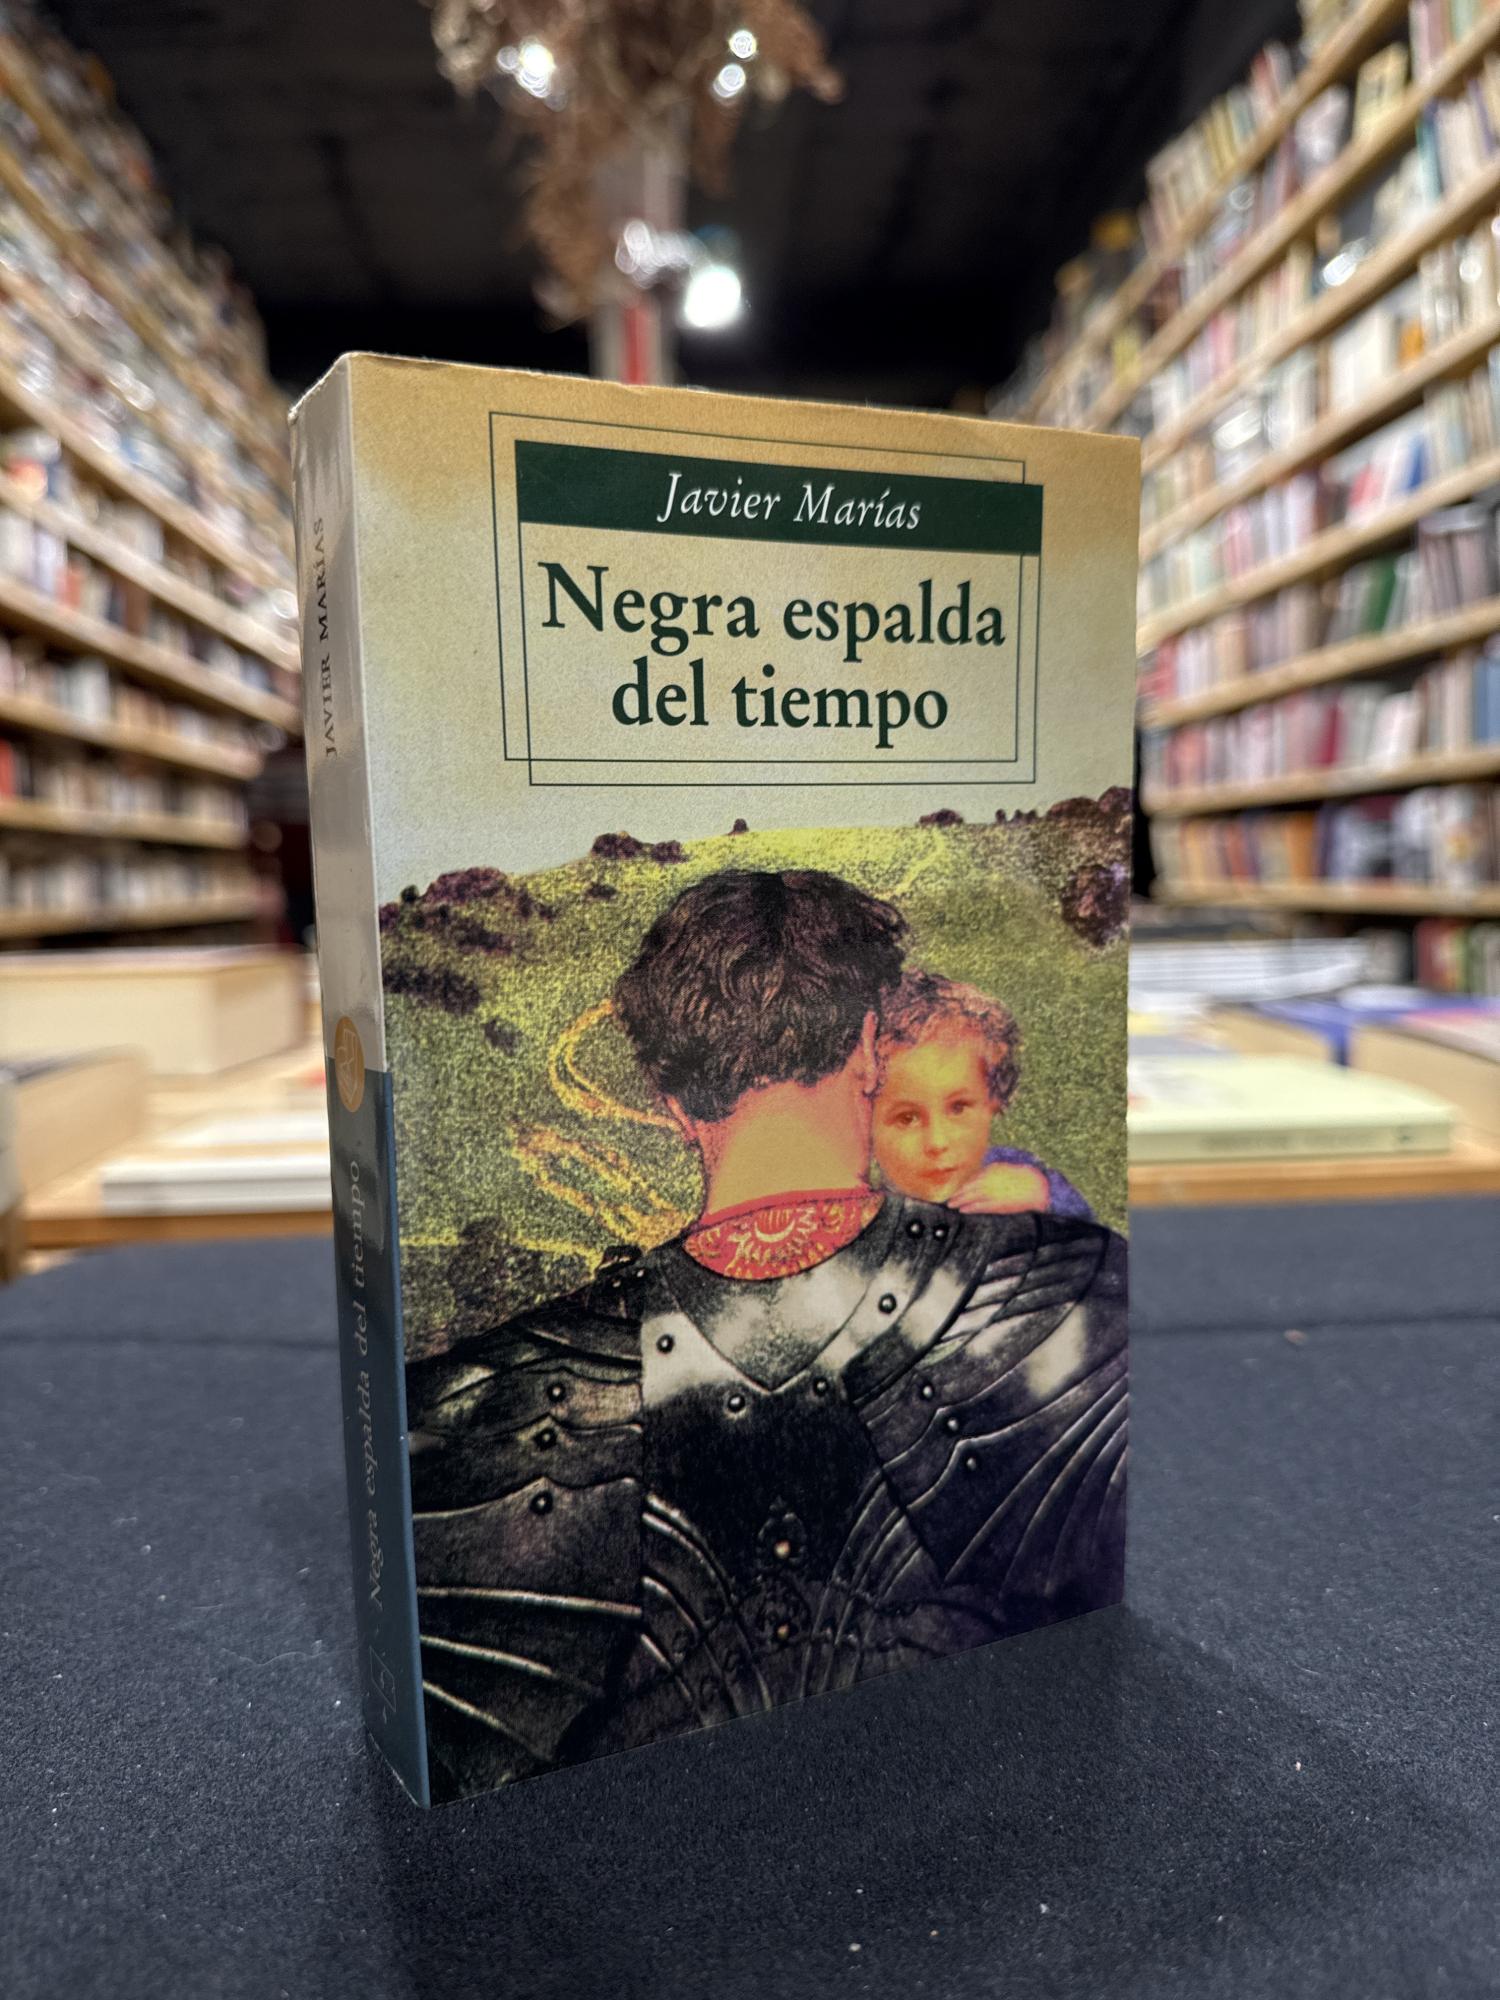 Javier Marías
Negra espalda
del tiempo
JAVIER MARÍAS
Negra espalda del tiempo